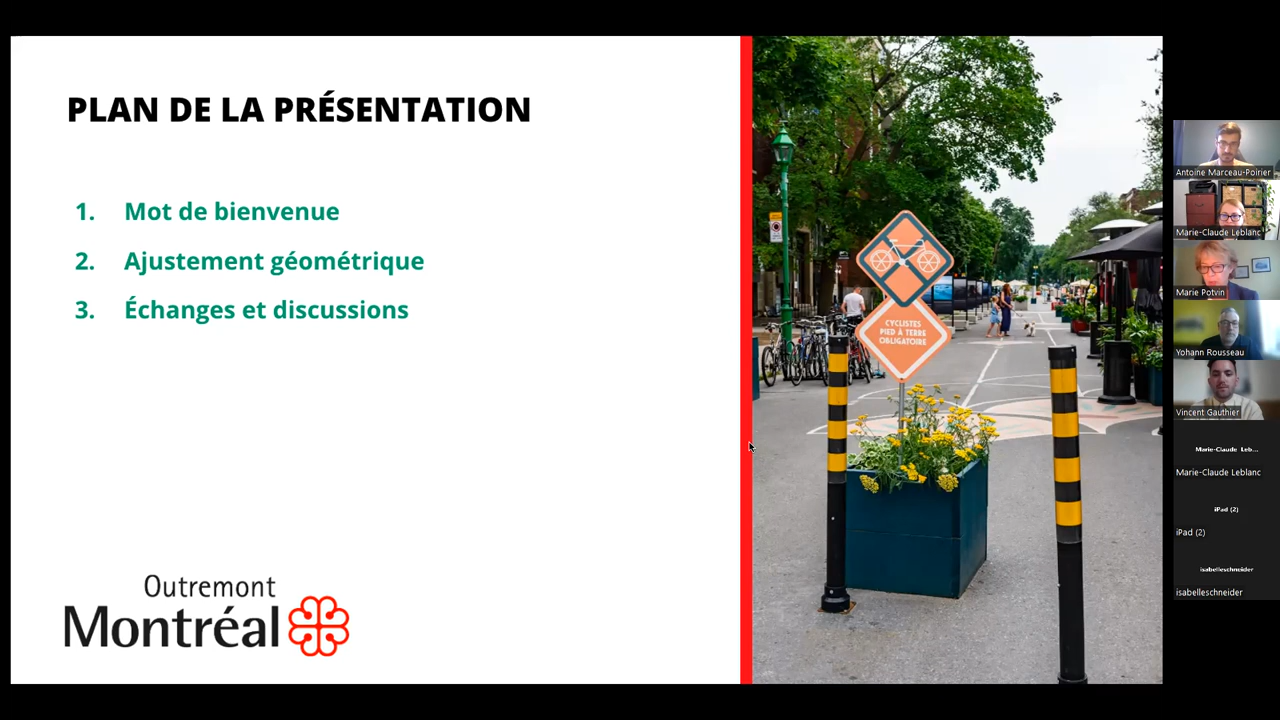 PLAN DE LA PRÉSENTATION
1. Mot de bienvenue
2. Ajustement géométrique
3. Échanges et discussions
Outremont
Montréal
CYCLISTES
PIED À TERRE
OBLIGATOIRE
Antoine Marceau-Poirier
Marie-Claude Leblanc
Marie Potvin
Yohann Rousseau
Vincent Gauthier
Marie-Claude Leb...
Marie-Claude Leblanc
iPad (2)
iPad (2)
isabelleschneider
isabelleschneider